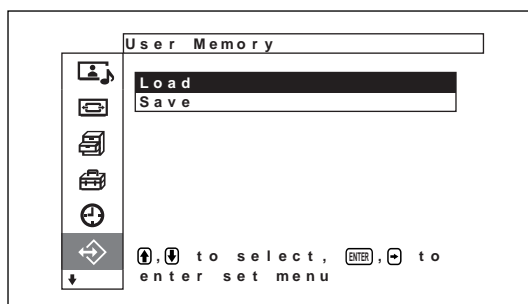 User Memory
Load
Save
↑,↓ to select, ENTER,→ to
enter set menu